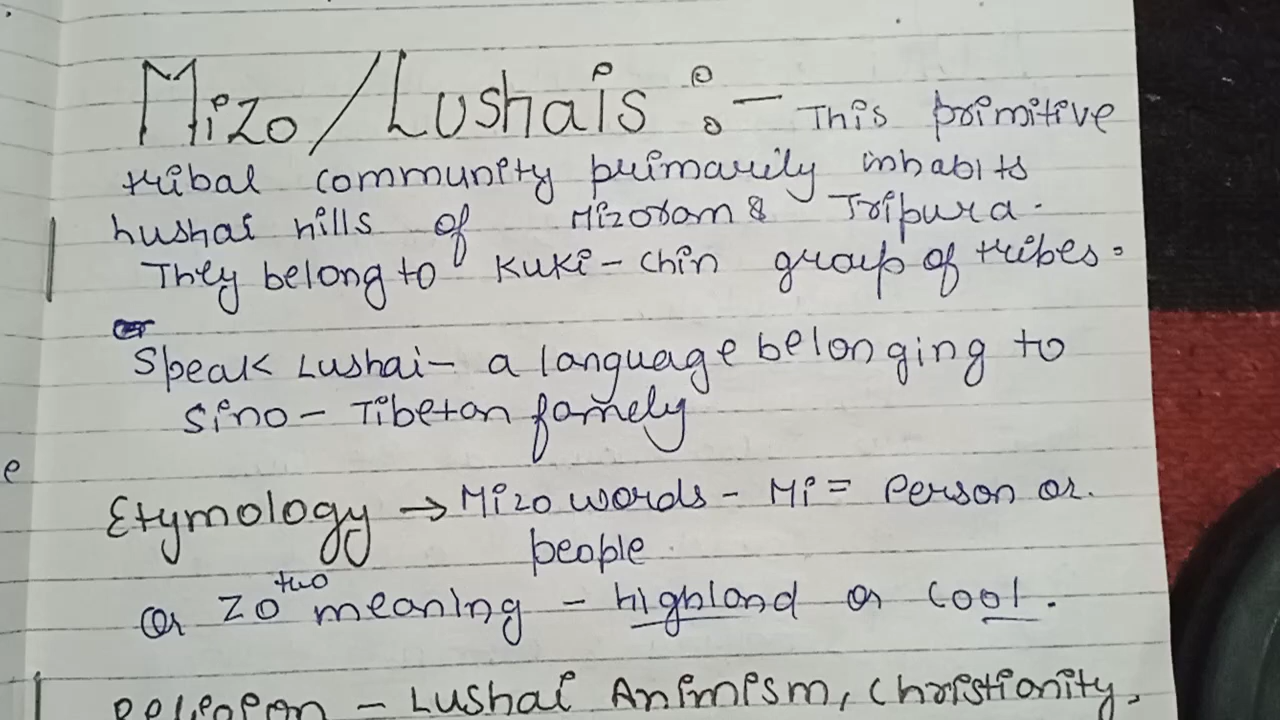 Mizo/Lushais :- This primitive
tribal community primarily inhabits
Lushai hills of Mizoram & Tripura.
They belong to Kuki-Chin group of tribes.
Speak Lushai- a language belonging to
Sino-Tibetan family
Etymology → Mizo words - Mi = Person or
people
or Zo two meaning - highland or cool.
Religion - Lushai Animism, Christianity,